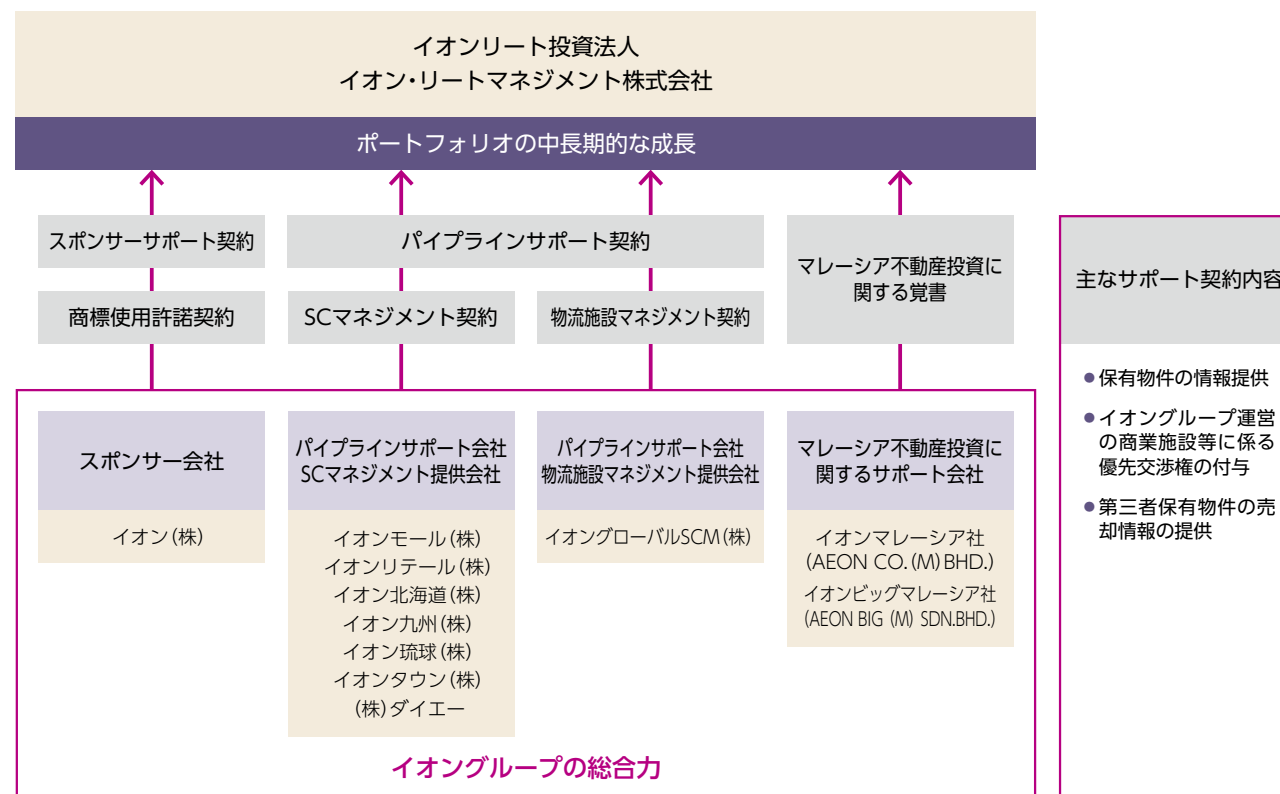 イオンリート投資法人
イオン・リートマネジメント株式会社
ポートフォリオの中長期的な成長
スポンサーサポート契約
パイプラインサポート契約
マレーシア不動産投資に
関する覚書
商標使用許諾契約
SCマネジメント契約
物流施設マネジメント契約
スポンサー会社
イオン(株)
パイプラインサポート会社
SCマネジメント提供会社
イオンモール(株)
イオンリテール(株)
イオン北海道(株)
イオン九州(株)
イオン琉球(株)
イオンタウン(株)
(株)ダイエー
パイプラインサポート会社
物流施設マネジメント提供会社
イオングローバルSCM(株)
マレーシア不動産投資に
関するサポート会社
イオンマレーシア社
(AEON CO.(M)BHD.)
イオンビッグマレーシア社
(AEON BIG (M) SDN.BHD.)
イオングループの総合力
主なサポート契約内容
●保有物件の情報提供
●イオングループ運営
の商業施設等に係る
優先交渉権の付与
●第三者保有物件の売
却情報の提供